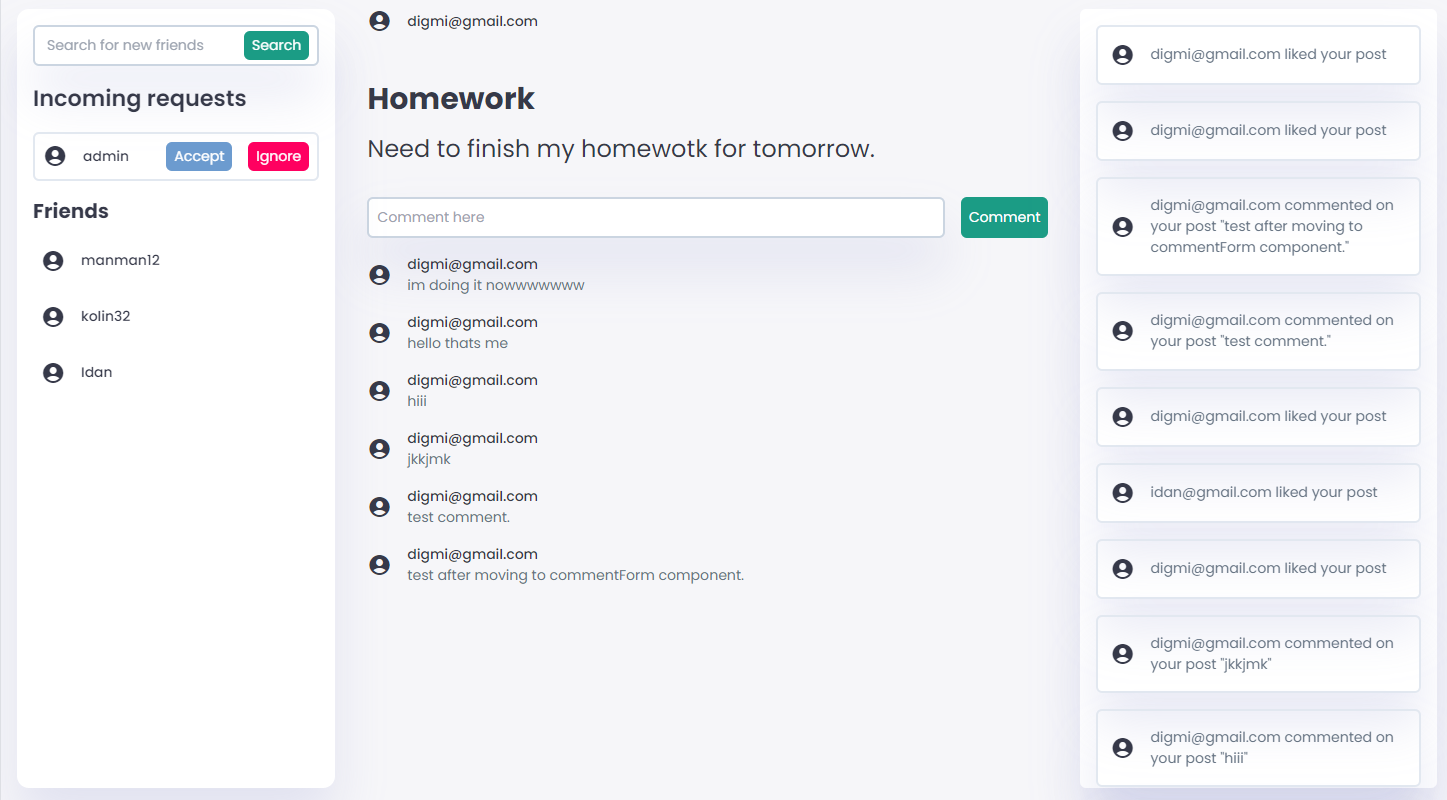 Search for new friends
Search
Incoming requests
admin
Accept
Ignore
Friends
manman12
kolin32
Idan
digmi@gmail.com
Homework
Need to finish my homewotk for tomorrow.
Comment here
Comment
digmi@gmail.com
im doing it nowwwwwww
digmi@gmail.com
hello thats me
digmi@gmail.com
hiii
digmi@gmail.com
jkkjmk
digmi@gmail.com
test comment.
digmi@gmail.com
test after moving to commentForm component.
digmi@gmail.com liked your post
digmi@gmail.com liked your post
digmi@gmail.com commented on
your post "test after moving to
commentForm component."
digmi@gmail.com commented on
your post "test comment."
digmi@gmail.com liked your post
idan@gmail.com liked your post
digmi@gmail.com liked your post
digmi@gmail.com commented on
your post "jkkjmk"
digmi@gmail.com commented on
your post "hiii"